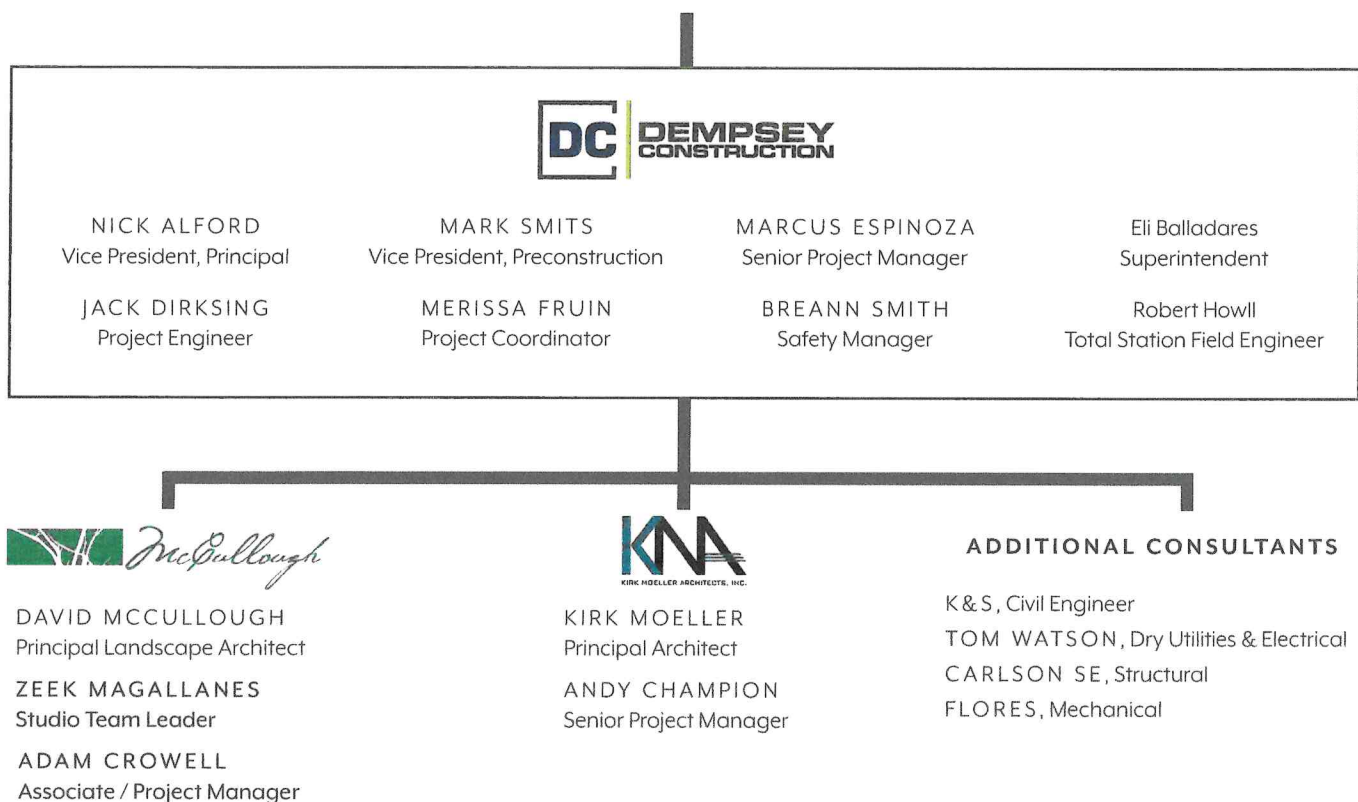 DC DEMPSEY
CONSTRUCTION
NICK ALFORD
Vice President, Principal
MARK SMITS
Vice President, Preconstruction
MARCUS ESPINOZA
Senior Project Manager
Eli Balladares
Superintendent
JACK DIRKSING
Project Engineer
MERISSA FRUIN
Project Coordinator
BREANN SMITH
Safety Manager
Robert Howll
Total Station Field Engineer
McCullough
DAVID MCCULLOUGH
Principal Landscape Architect
ZEEK MAGALLANES
Studio Team Leader
ADAM CROWELL
Associate / Project Manager
KMA
KIRK MOELLER ARCHITECTS, INC.
KIRK MOELLER
Principal Architect
ANDY CHAMPION
Senior Project Manager
ADDITIONAL CONSULTANTS
K&S, Civil Engineer
TOM WATSON, Dry Utilities & Electrical
CARLSON SE, Structural
FLORES, Mechanical